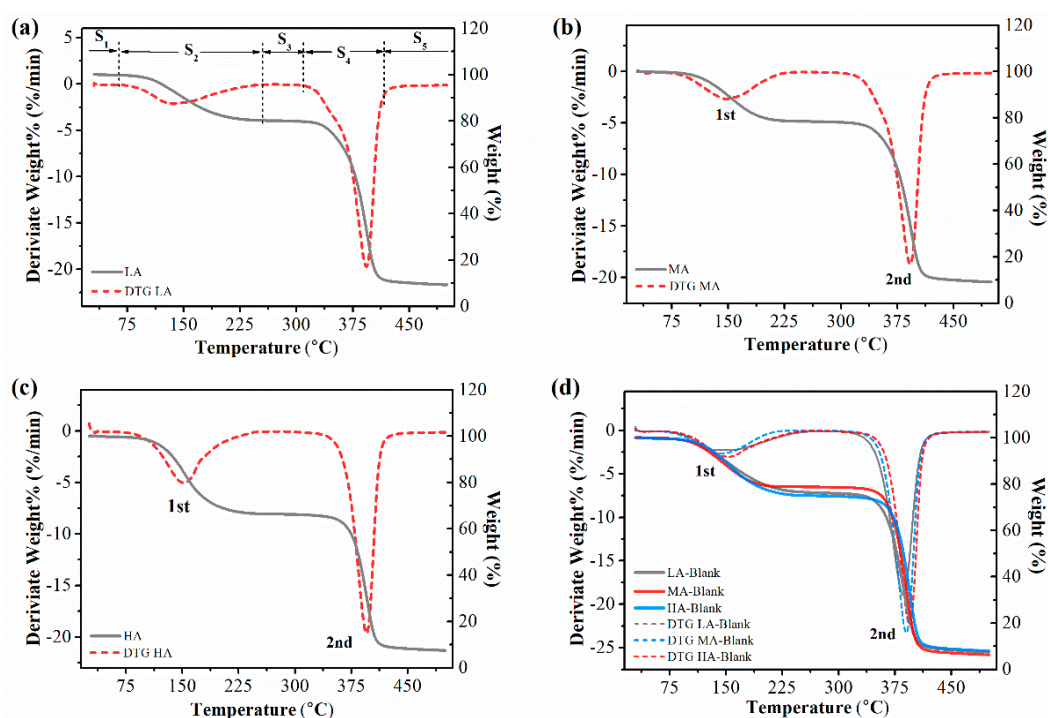 (a)
S1 S2 S3 S4 S5
5
0
-5
-10
-15
-20
Deriviate Weight% (%/min)
120
100
80
60
40
20
0
Weight (%)
LA
DTG LA
75 150 225 300 375 450
Temperature (°C)
(b)
5
0
-5
-10
-15
-20
Deriviate Weight% (%/min)
120
100
80
60
40
20
0
Weight (%)
1st
2nd
MA
DTG MA
75 150 225 300 375 450
Temperature (°C)
(c)
5
0
-5
-10
-15
-20
Deriviate Weight% (%/min)
120
100
80
60
40
20
0
Weight (%)
1st
2nd
HA
DTG HA
75 150 225 300 375 450
Temperature (°C)
(d)
5
0
-5
-10
-15
-20
-25
Deriviate Weight% (%/min)
120
100
80
60
40
20
0
Weight (%)
1st
2nd
LA-Blank
MA-Blank
HA-Blank
DTG LA-Blank
DTG MA-Blank
DTG HA-Blank
75 150 225 300 375 450
Temperature (°C)